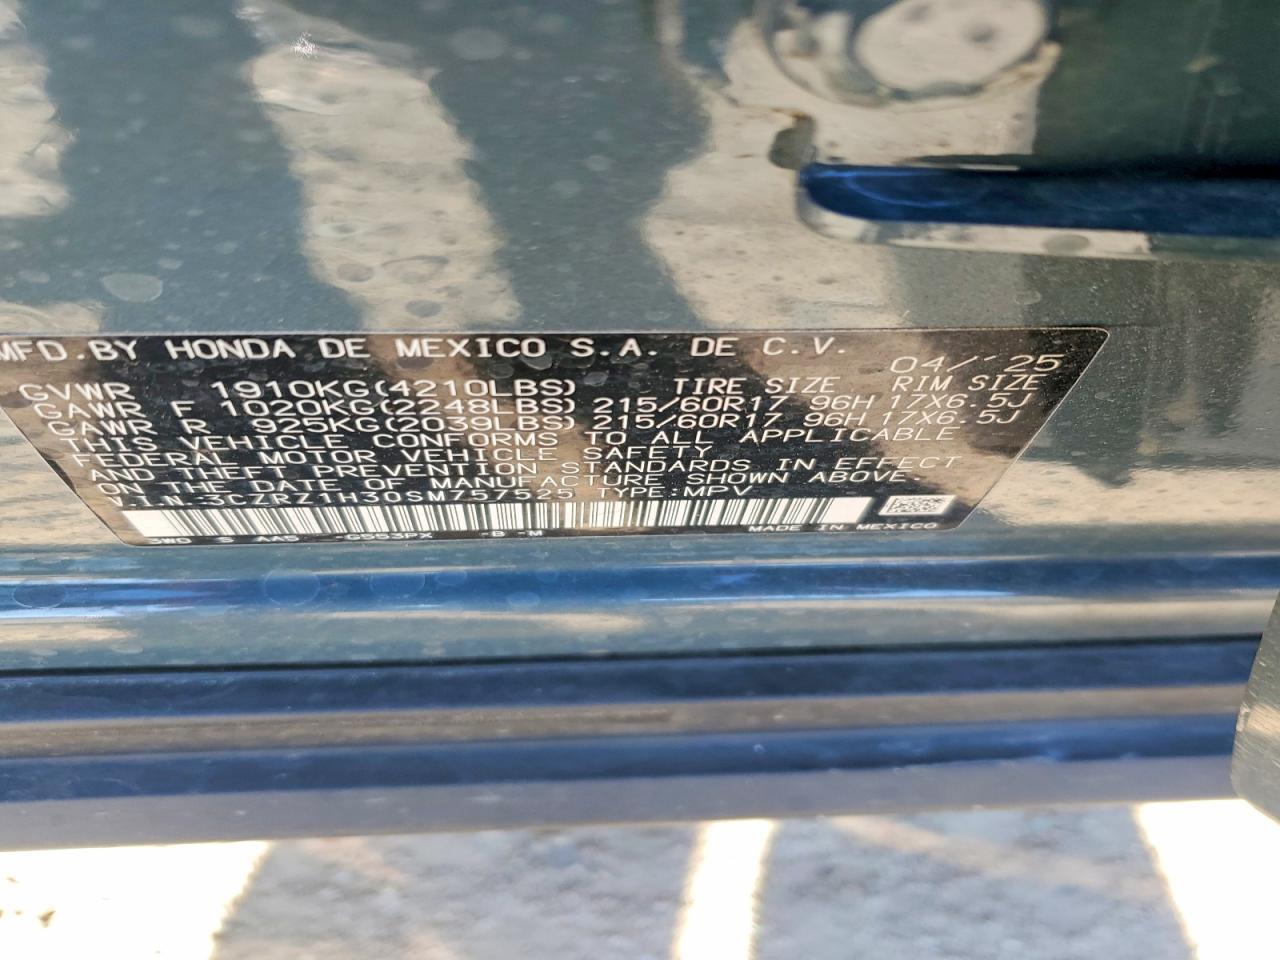 MFD. BY HONDA DE MEXICO S.A. DE C.V. 04/'25
GVWR 1910KG(4210LBS) TIRE SIZE RIM SIZE
GAWR F 1020KG(2248LBS) 215/60R17 96H 17X6.5J
GAWR R 925KG(2039LBS) 215/60R17 96H 17X6.5J
THIS VEHICLE CONFORMS TO ALL APPLICABLE
FEDERAL MOTOR VEHICLE SAFETY
AND THEFT PREVENTION STANDARDS IN EFFECT
ON THE DATE OF MANUFACTURE SHOWN ABOVE.
V.I.N. 3CZRZ1H30SM757525 TYPE:MPV
2WD S AAS -G553PX -B -M MADE IN MEXICO